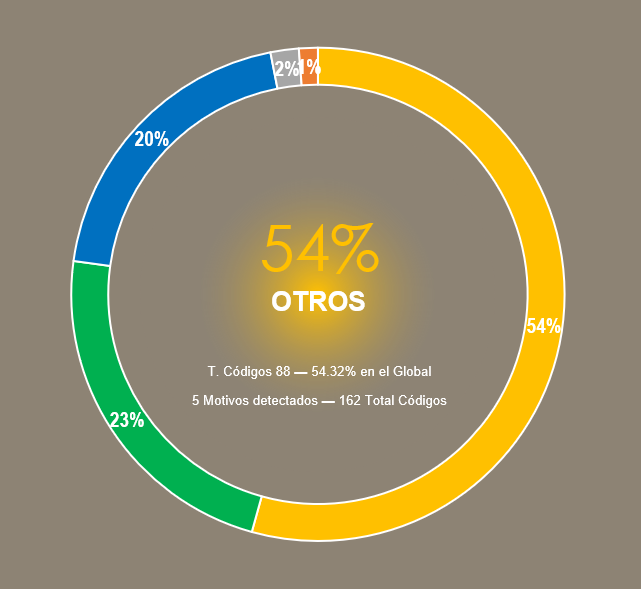 2%
1%
20%
54%
OTROS
54%
T. Códigos 88 — 54.32% en el Global
5 Motivos detectados — 162 Total Códigos
23%